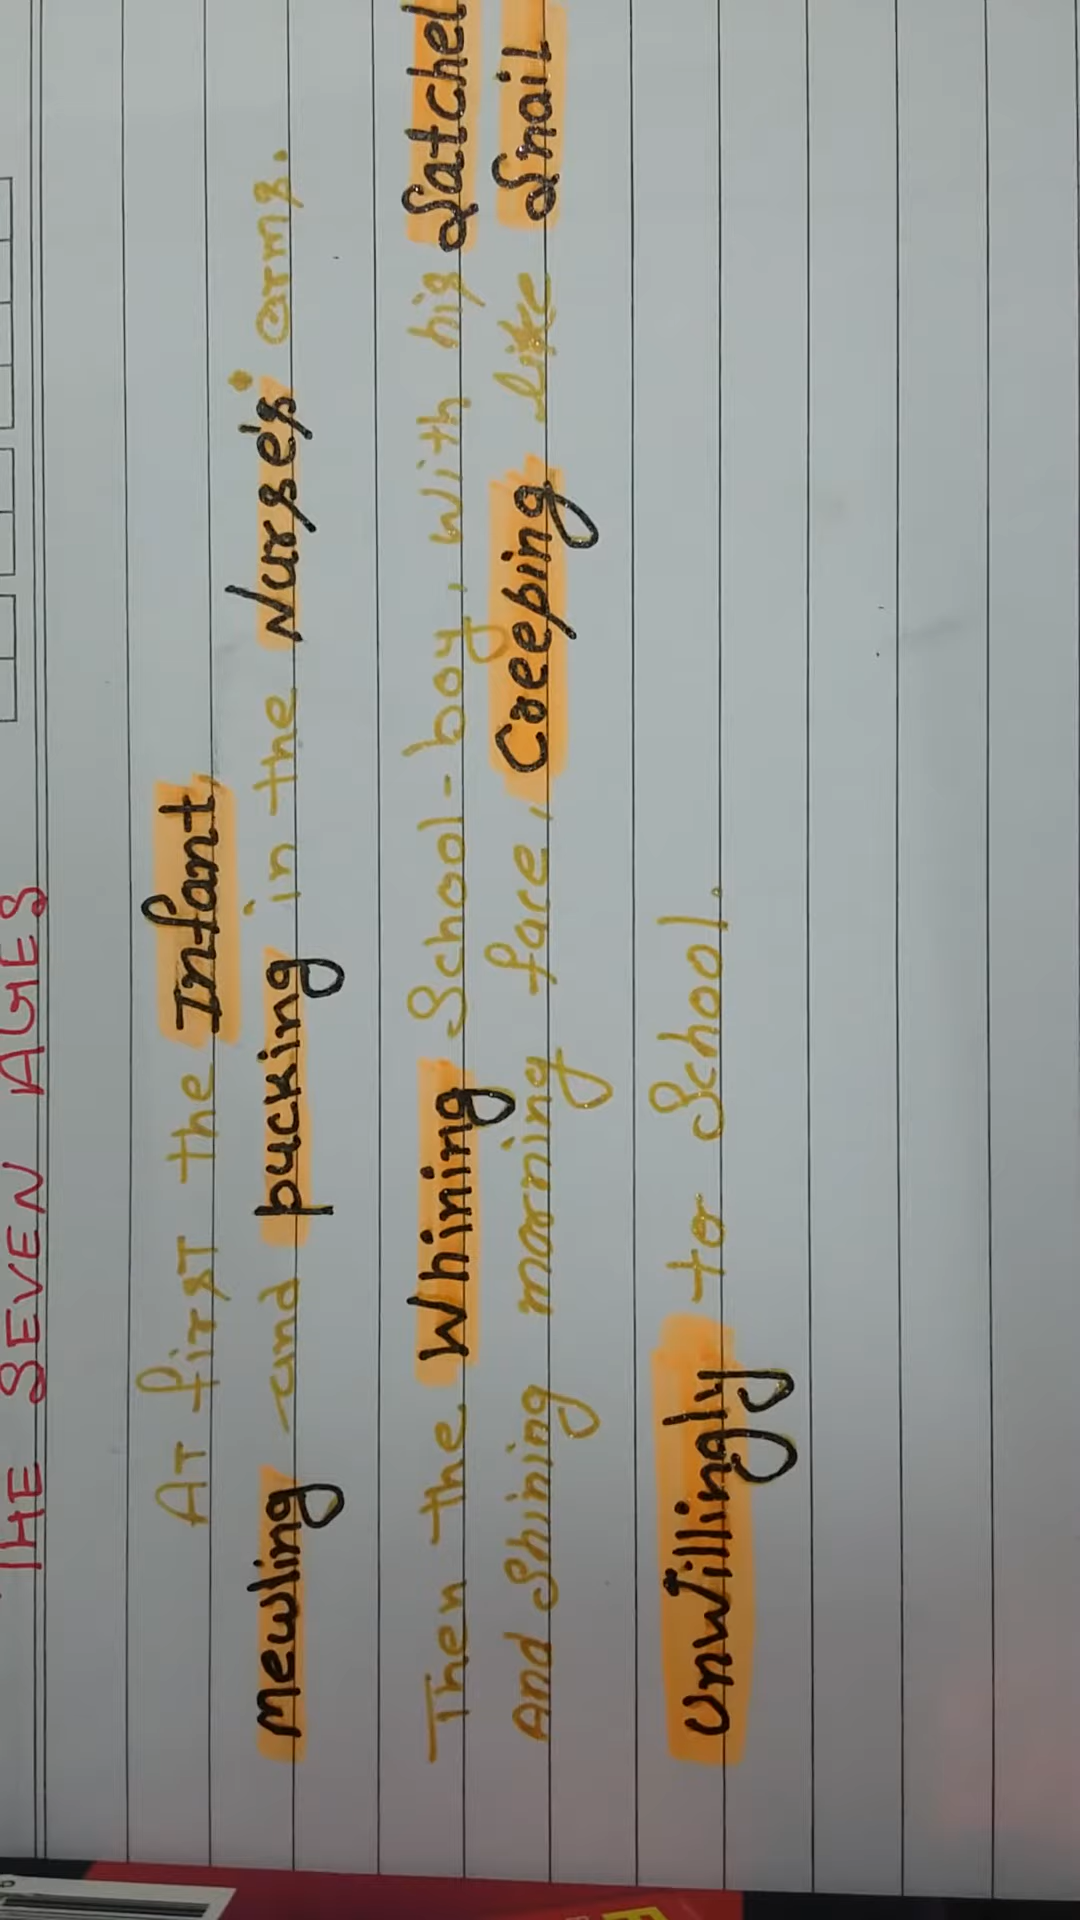 THE SEVEN AGES
At first the Infant,
Mewling and pucking in the Nurse's arms.
Then the Whining School-boy, with his Satchel
And Shining morning face, Creeping like Snail
Unwillingly to School.